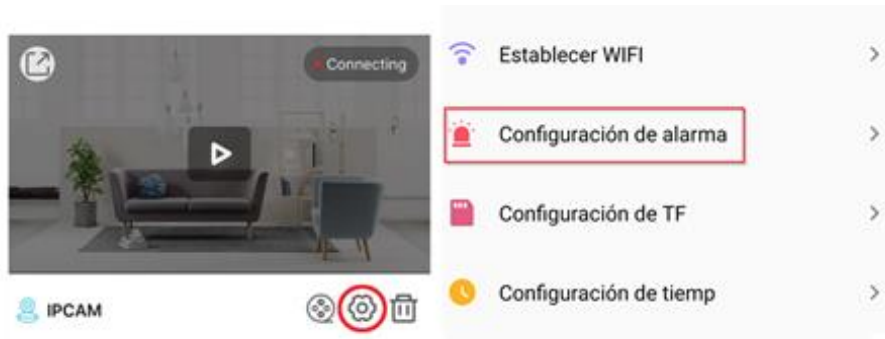 Connecting
IPCAM
Establecer WIFI
Configuración de alarma
Configuración de TF
Configuración de tiemp